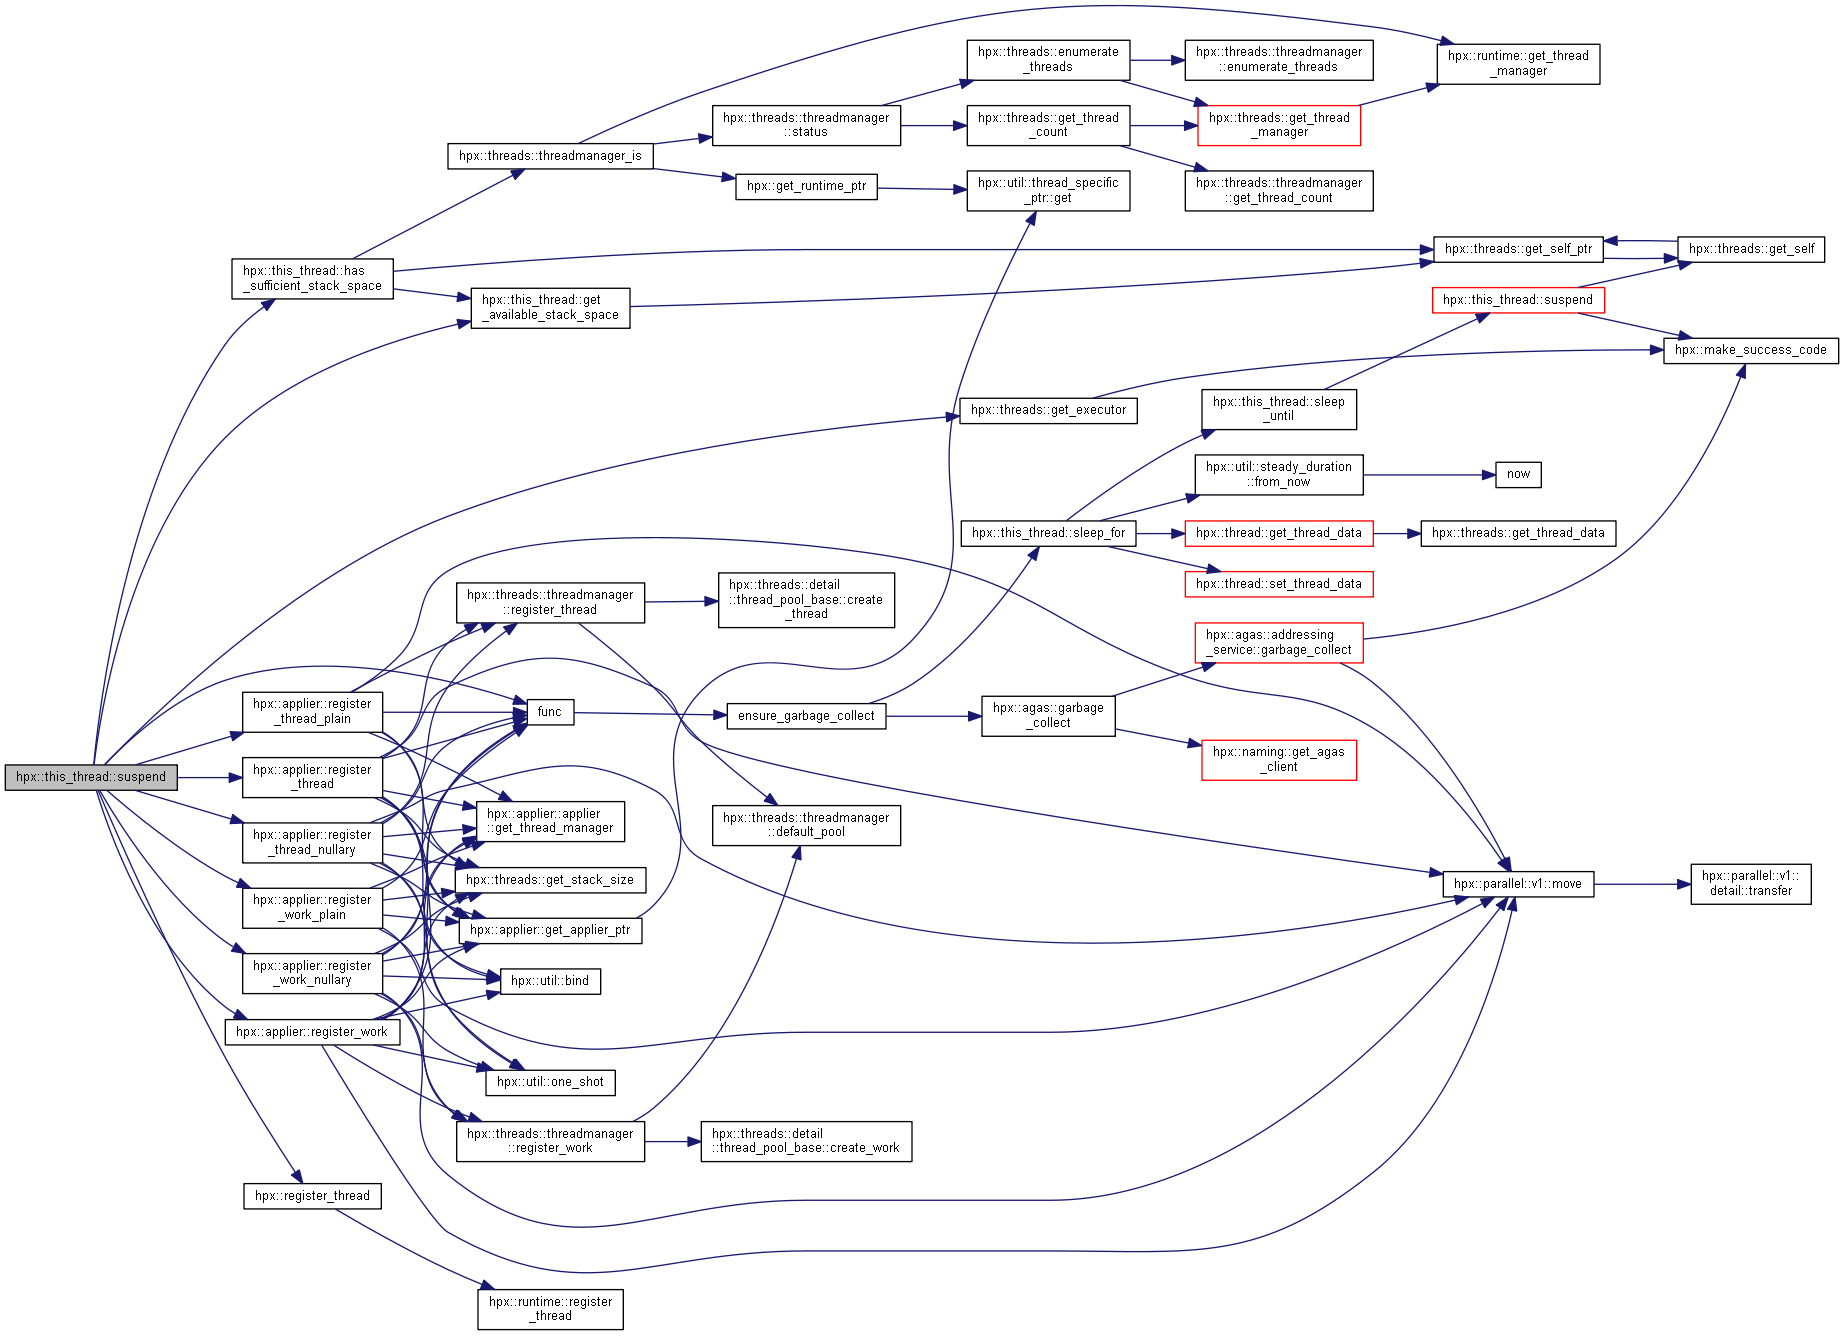 hpx::this_thread::suspend
hpx::this_thread::has
_sufficient_stack_space
hpx::applier::register
_thread_plain
hpx::applier::register
_thread
hpx::applier::register
_thread_nullary
hpx::applier::register
_work_plain
hpx::applier::register
_work_nullary
hpx::applier::register_work
hpx::register_thread
hpx::threads::threadmanager_is
hpx::this_thread::get
_available_stack_space
hpx::threads::threadmanager
::register_thread
func
hpx::applier::applier
::get_thread_manager
hpx::threads::get_stack_size
hpx::applier::get_applier_ptr
hpx::util::bind
hpx::util::one_shot
hpx::threads::threadmanager
::register_work
hpx::runtime::register
_thread
hpx::threads::threadmanager
::status
hpx::get_runtime_ptr
hpx::threads::detail
::thread_pool_base::create
_thread
ensure_garbage_collect
hpx::threads::threadmanager
::default_pool
hpx::threads::detail
::thread_pool_base::create_work
hpx::threads::enumerate
_threads
hpx::threads::get_thread
_count
hpx::util::thread_specific
_ptr::get
hpx::threads::get_executor
hpx::this_thread::sleep_for
hpx::agas::garbage
_collect
hpx::threads::threadmanager
::enumerate_threads
hpx::threads::get_thread
_manager
hpx::threads::threadmanager
::get_thread_count
hpx::this_thread::sleep
_until
hpx::util::steady_duration
::from_now
hpx::thread::get_thread_data
hpx::thread::set_thread_data
hpx::agas::addressing
_service::garbage_collect
hpx::naming::get_agas
_client
hpx::runtime::get_thread
_manager
hpx::threads::get_self_ptr
hpx::this_thread::suspend
now
hpx::threads::get_thread_data
hpx::parallel::v1::move
hpx::threads::get_self
hpx::make_success_code
hpx::parallel::v1::
detail::transfer